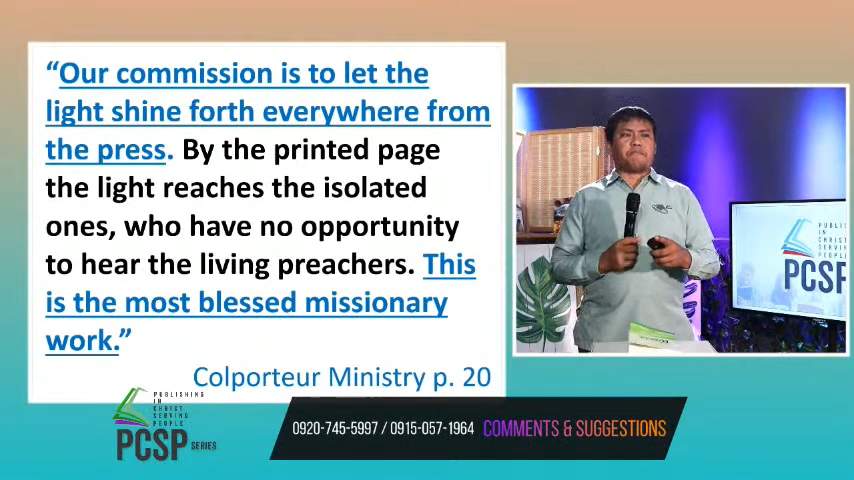 “Our commission is to let the
light shine forth everywhere from
the press. By the printed page
the light reaches the isolated
ones, who have no opportunity
to hear the living preachers. This
is the most blessed missionary
work.”
Colporteur Ministry p. 20
PUBLISHING
IN
CHRIST
SERVING
PEOPLE
PCSP
PUBLISHING
IN
CHRIST
SERVING
PEOPLE
PCSP SERIES
0920-745-5997 / 0915-057-1964 COMMENTS & SUGGESTIONS